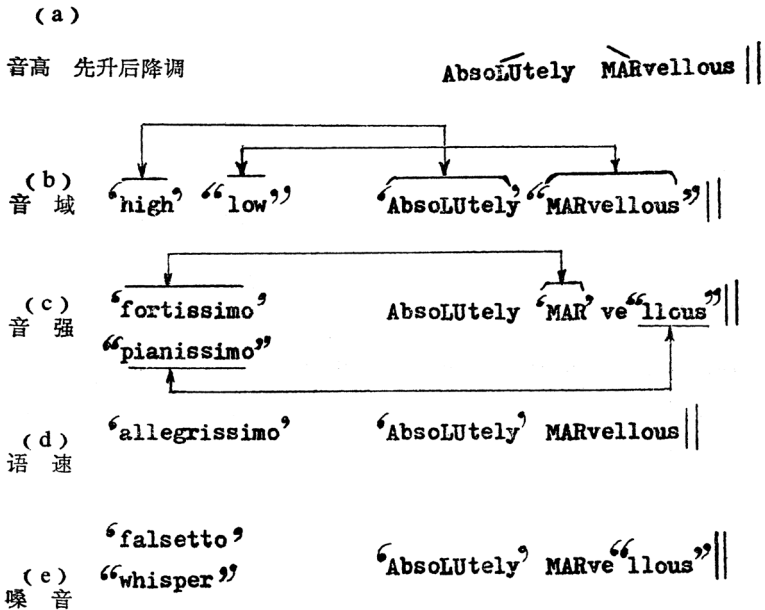 (a)
音高 先升后降调 AbsoLUtely MARvellous||
(b)
音 域 ‘high’ “low” ‘AbsoLUtely’ “MARvellous”||
(c)
音 强 ‘fortissimo’ AbsoLUtely ‘MAR’ ve“llous”||
“pianissimo”
(d)
语 速 ‘allegrissimo’ ‘AbsoLUtely’ MARvellous||
(e)
嗓 音 ‘falsetto’ ‘AbsoLUtely’ MARve“llous”||
“whisper”